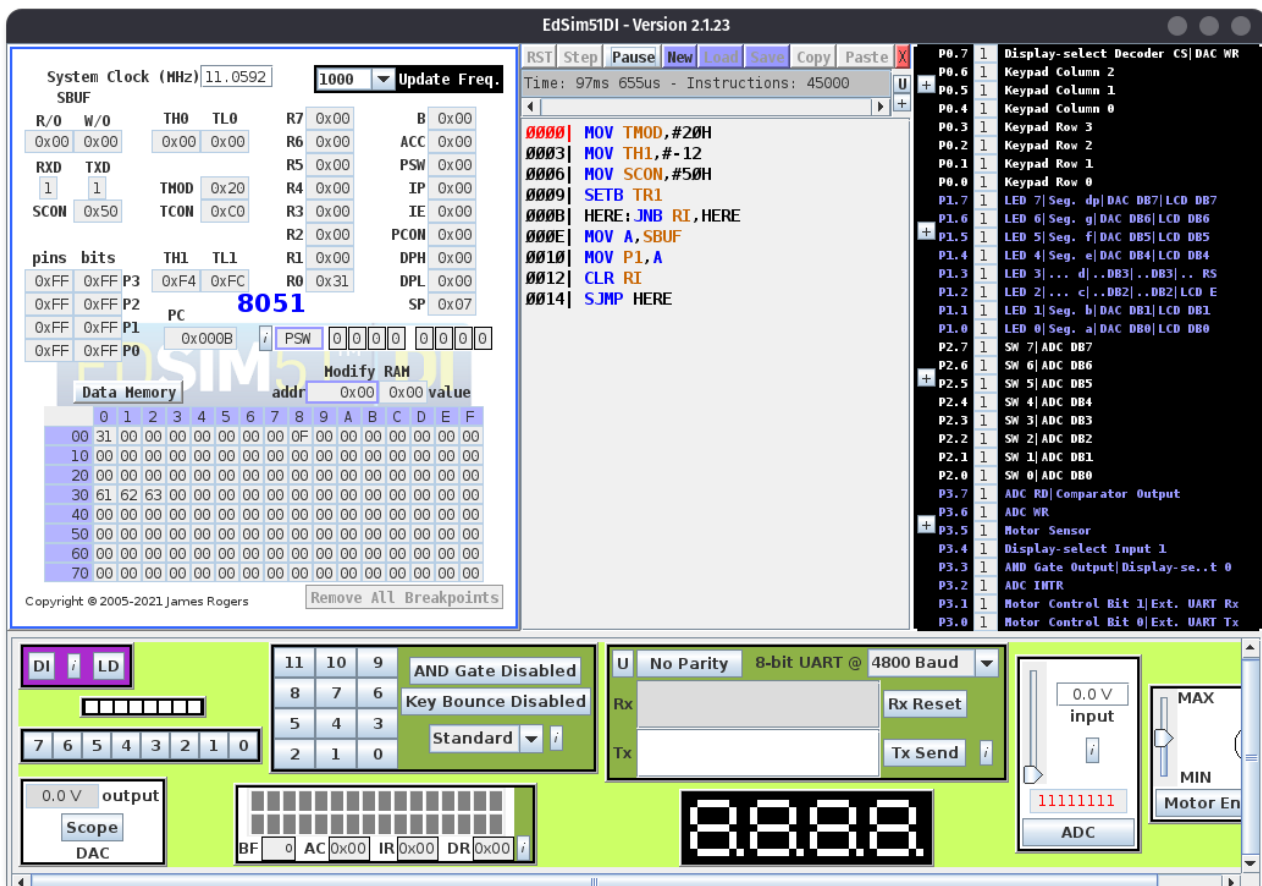 EdSim51DI - Version 2.1.23
System Clock (MHz) 11.0592
1000 Update Freq.
SBUF
R/O W/O TH0 TL0 R7 0x00 B 0x00
0x00 0x00 0x00 0x00 R6 0x00 ACC 0x00
RXD TXD R5 0x00 PSW 0x00
1 1 TMOD 0x20 R4 0x00 IP 0x00
SCON 0x50 TCON 0xC0 R3 0x00 IE 0x00
R2 0x00 PCON 0x00
pins bits TH1 TL1 R1 0x00 DPH 0x00
0xFF 0xFF P3 0xF4 0xFC R0 0x31 DPL 0x00
0xFF 0xFF P2 8051 SP 0x07
0xFF 0xFF P1 PC
0xFF 0xFF P0 0x000B i PSW 0 0 0 0 0 0 0 0
EDSIM51 DI
TM
Modify RAM
Data Memory addr 0x00 0x00 value
0 1 2 3 4 5 6 7 8 9 A B C D E F
00 31 00 00 00 00 00 00 00 0F 00 00 00 00 00 00 00
10 00 00 00 00 00 00 00 00 00 00 00 00 00 00 00 00
20 00 00 00 00 00 00 00 00 00 00 00 00 00 00 00 00
30 61 62 63 00 00 00 00 00 00 00 00 00 00 00 00 00
40 00 00 00 00 00 00 00 00 00 00 00 00 00 00 00 00
50 00 00 00 00 00 00 00 00 00 00 00 00 00 00 00 00
60 00 00 00 00 00 00 00 00 00 00 00 00 00 00 00 00
70 00 00 00 00 00 00 00 00 00 00 00 00 00 00 00 00
Copyright © 2005-2021 James Rogers Remove All Breakpoints
RST Step Pause New Load Save Copy Paste X
Time: 97ms 655us - Instructions: 45000 U
+
0000| MOV TMOD,#20H
0003| MOV TH1,#-12
0006| MOV SCON,#50H
0009| SETB TR1
000B| HERE:JNB RI,HERE
000E| MOV A,SBUF
0010| MOV P1,A
0012| CLR RI
0014| SJMP HERE
P0.7 1 Display-select Decoder CS|DAC WR
P0.6 1 Keypad Column 2
+ P0.5 1 Keypad Column 1
P0.4 1 Keypad Column 0
P0.3 1 Keypad Row 3
P0.2 1 Keypad Row 2
P0.1 1 Keypad Row 1
P0.0 1 Keypad Row 0
P1.7 1 LED 7|Seg. dp|DAC DB7|LCD DB7
P1.6 1 LED 6|Seg. g|DAC DB6|LCD DB6
+ P1.5 1 LED 5|Seg. f|DAC DB5|LCD DB5
P1.4 1 LED 4|Seg. e|DAC DB4|LCD DB4
P1.3 1 LED 3|... d|..DB3|..DB3|.. RS
P1.2 1 LED 2|... c|..DB2|..DB2|LCD E
P1.1 1 LED 1|Seg. b|DAC DB1|LCD DB1
P1.0 1 LED 0|Seg. a|DAC DB0|LCD DB0
P2.7 1 SW 7|ADC DB7
P2.6 1 SW 6|ADC DB6
+ P2.5 1 SW 5|ADC DB5
P2.4 1 SW 4|ADC DB4
P2.3 1 SW 3|ADC DB3
P2.2 1 SW 2|ADC DB2
P2.1 1 SW 1|ADC DB1
P2.0 1 SW 0|ADC DB0
P3.7 1 ADC RD|Comparator Output
P3.6 1 ADC WR
+ P3.5 1 Motor Sensor
P3.4 1 Display-select Input 1
P3.3 1 AND Gate Output|Display-se..t 0
P3.2 1 ADC INTR
P3.1 1 Motor Control Bit 1|Ext. UART Rx
P3.0 1 Motor Control Bit 0|Ext. UART Tx
DI i LD
7 6 5 4 3 2 1 0
0.0 V output
Scope
DAC
11 10 9
8 7 6
5 4 3
2 1 0
AND Gate Disabled
Key Bounce Disabled
Standard i
BF 0 AC 0x00 IR 0x00 DR 0x00 i
U No Parity 8-bit UART @ 4800 Baud
Rx Rx Reset
Tx Tx Send i
8.8.8.8.
0.0 V
input
i
11111111
ADC
MAX
MIN
Motor En